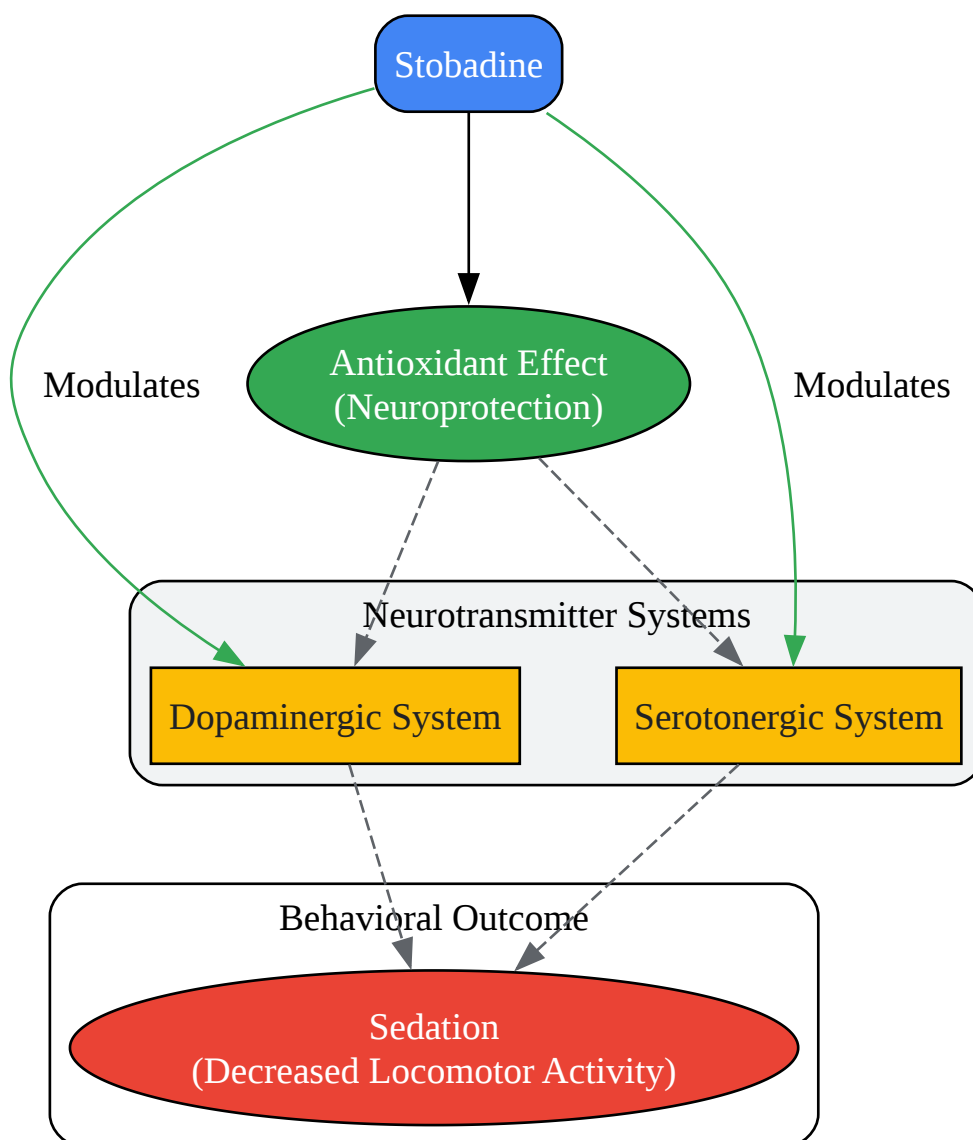 Stobadine
Antioxidant Effect
(Neuroprotection)
Modulates
Modulates
Neurotransmitter Systems
Dopaminergic System
Serotonergic System
Behavioral Outcome
Sedation
(Decreased Locomotor Activity)